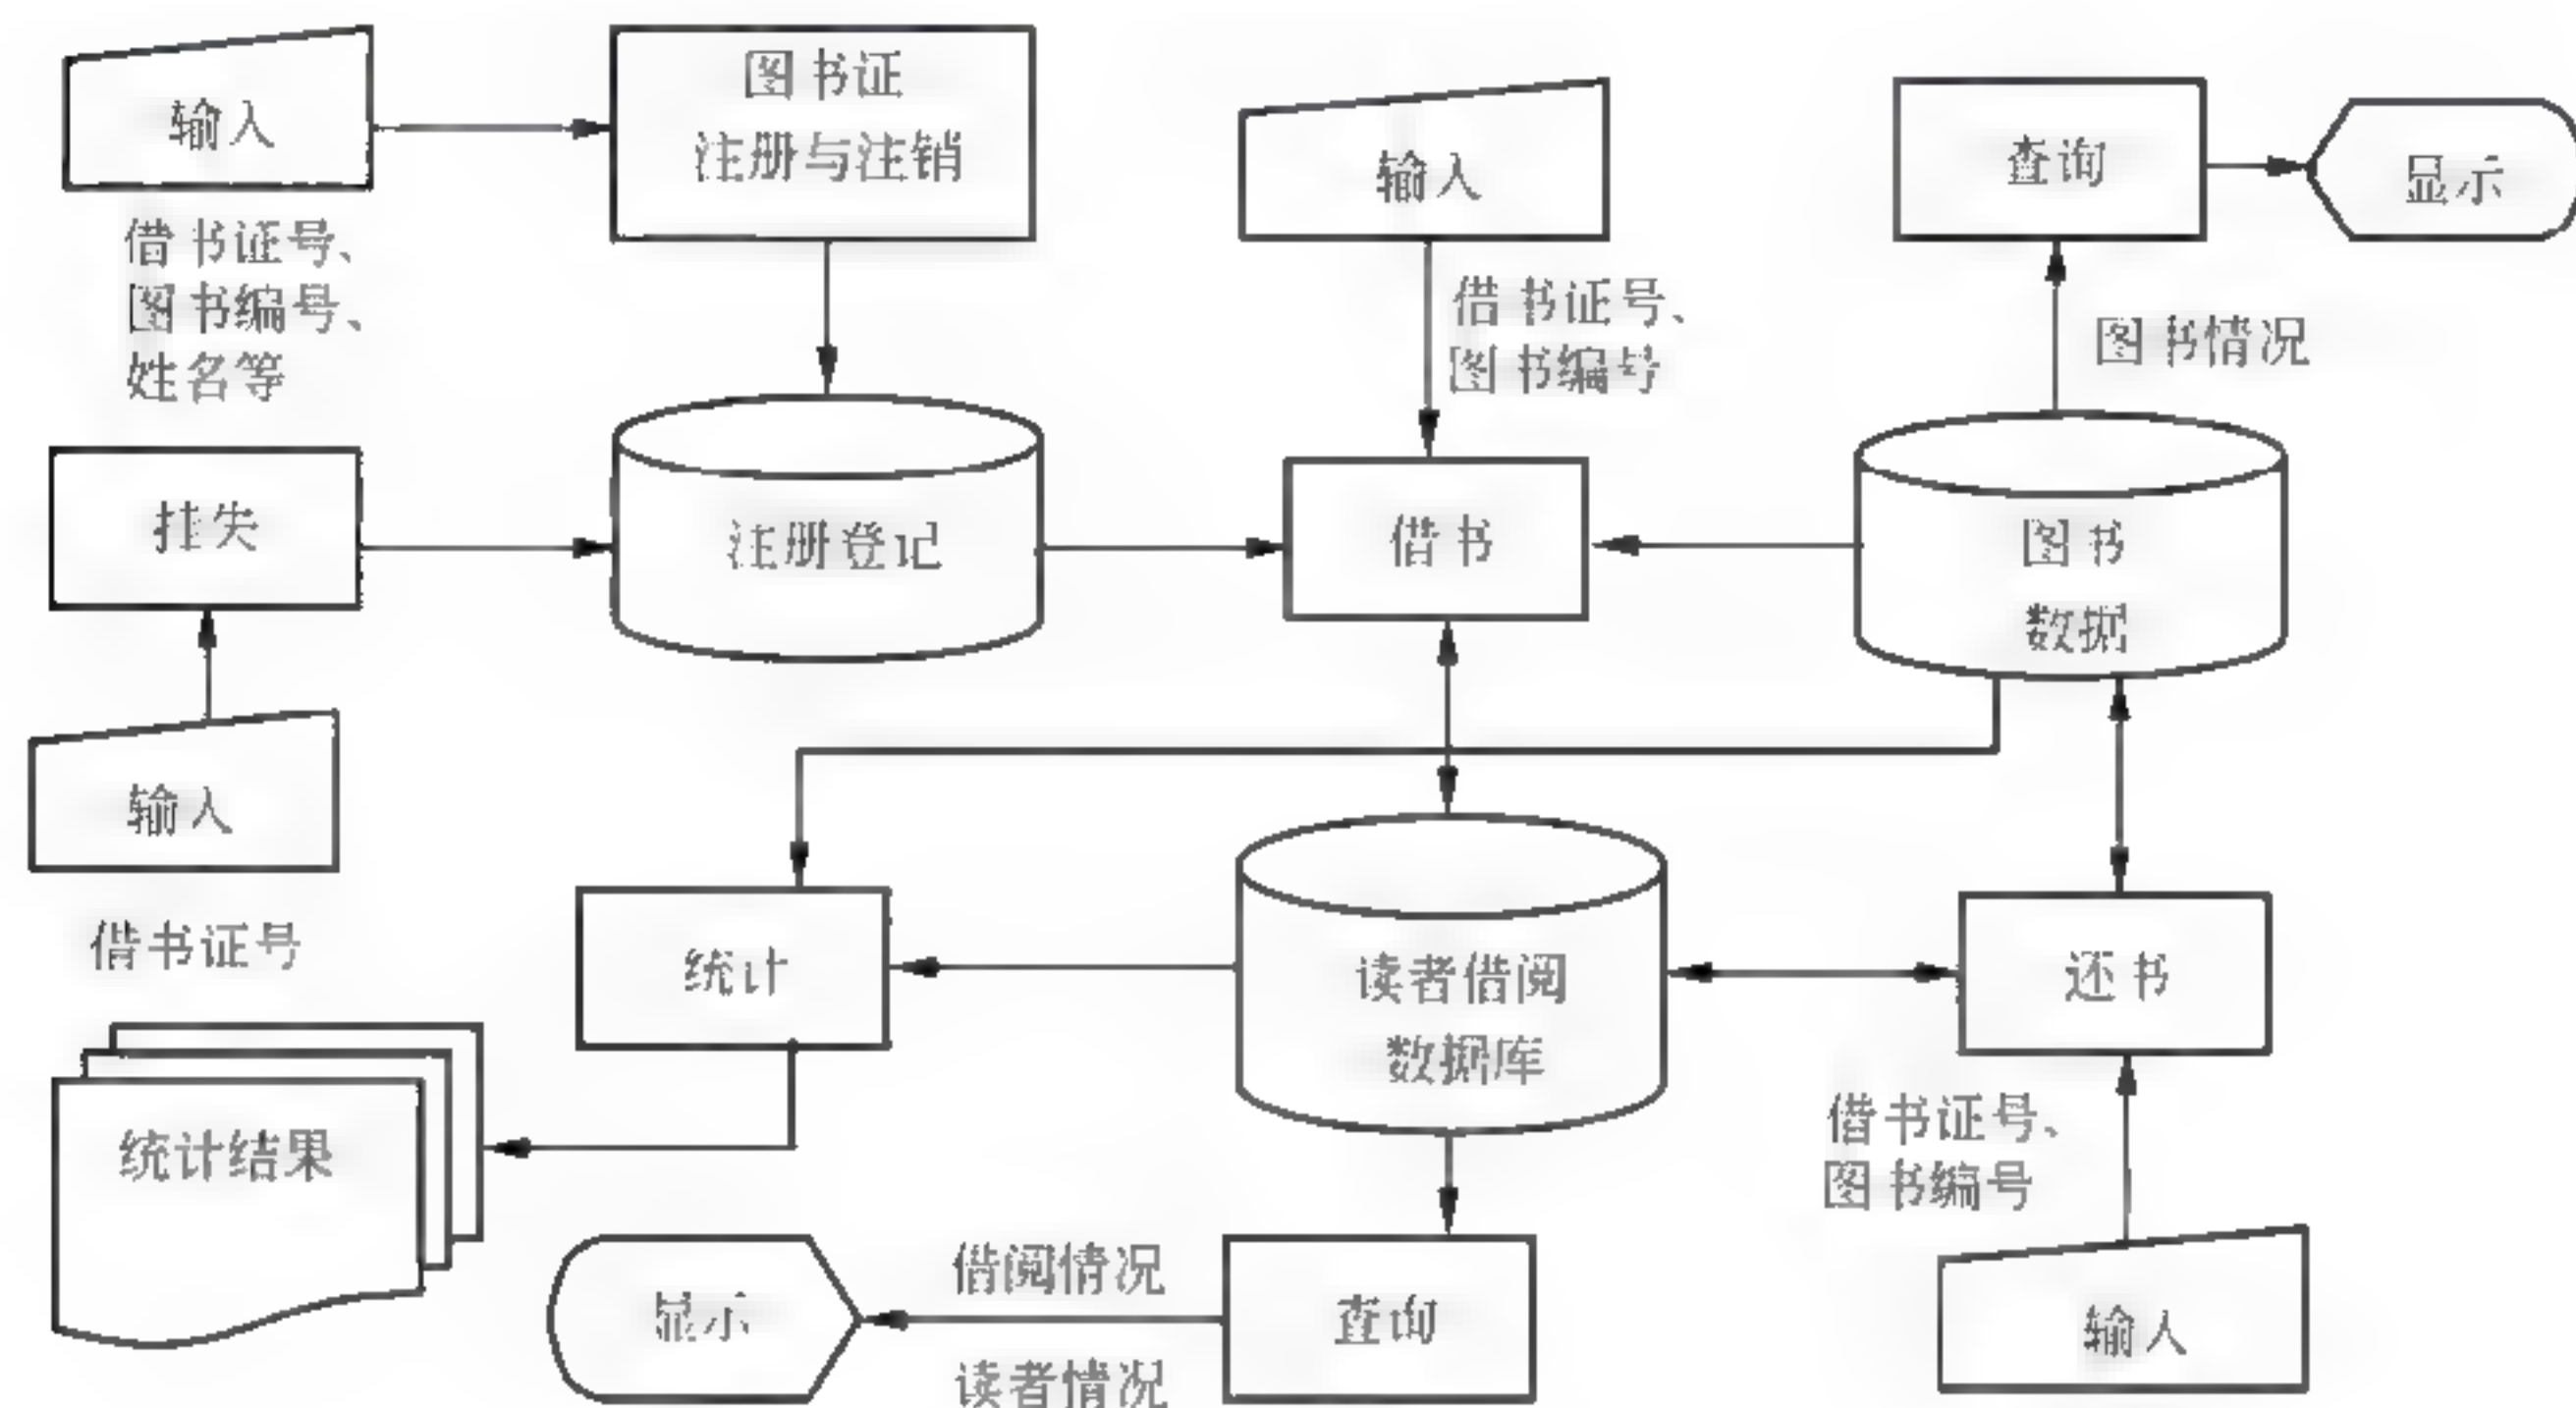 输入
图书证
注册与注销
输入
查询
显示
借书证号、
图书编号、
姓名等
借书证号、
图书编号
图书情况
挂失
注册登记
借书
图书
数据
输入
借书证号
统计
读者借阅
数据库
还书
借书证号、
图书编号
统计结果
显示
借阅情况
读者情况
查询
输入